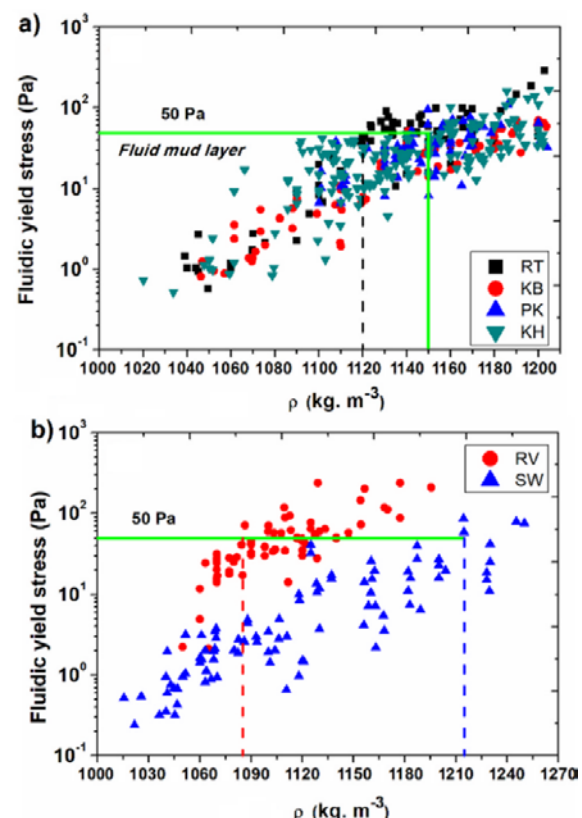 a)
10³
10²
10¹
10⁰
10⁻¹
Fluidic yield stress (Pa)
50 Pa
Fluid mud layer
RT
KB
PK
KH
1000 1020 1040 1060 1080 1100 1120 1140 1160 1180 1200
ρ (kg. m⁻³)
b)
10³
10²
10¹
10⁰
10⁻¹
Fluidic yield stress (Pa)
50 Pa
RV
SW
1000 1030 1060 1090 1120 1150 1180 1210 1240 1270
ρ (kg. m⁻³)